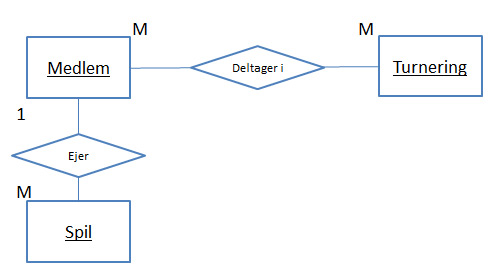 M
M
Medlem
Deltager i
Turnering
1
Ejer
M
Spil